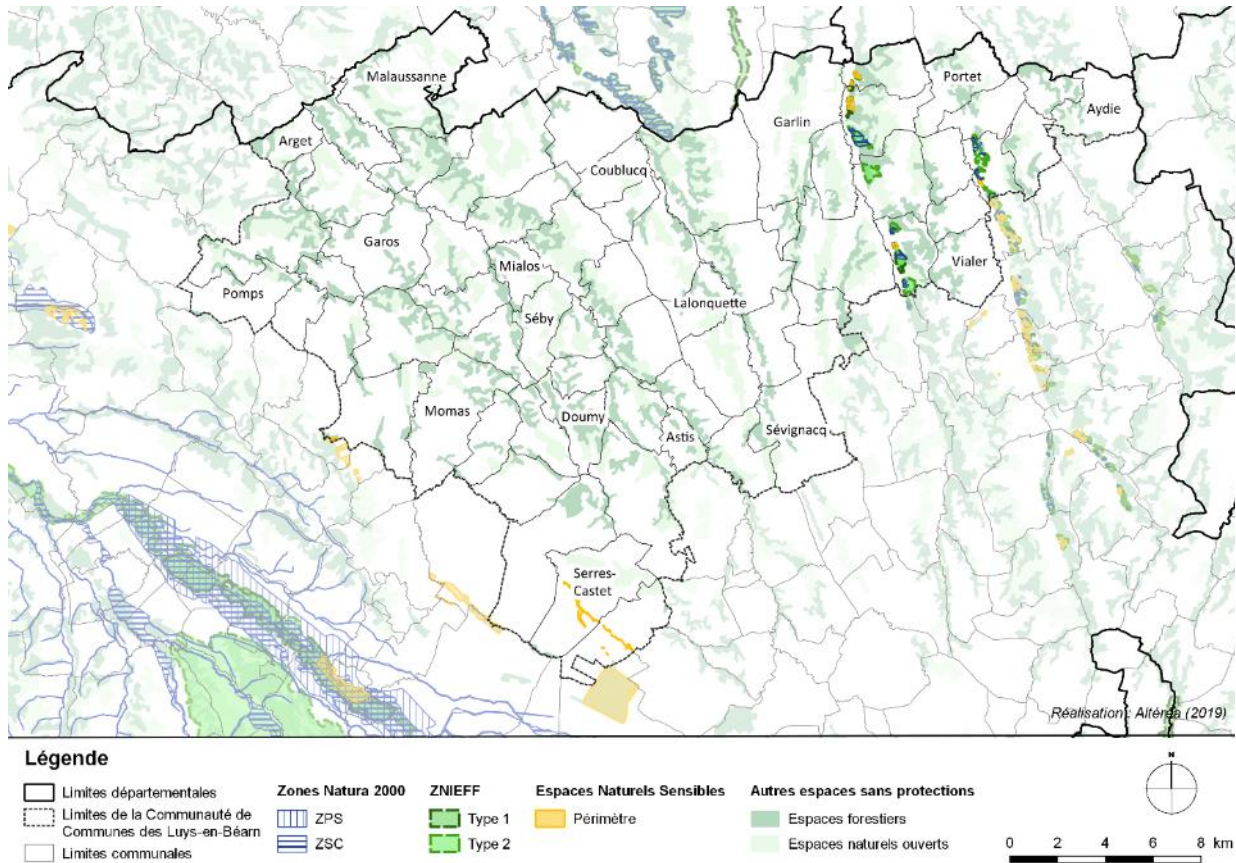 Malaussanne
Portet
Aydie
Garlin
Arget
Coublucq
Garos
Mialos
Vialer
Pomps
Lalonquette
Séby
Momas
Doumy
Astis
Sévignacq
Serres-
Castet
Réalisation : Altéréa (2019)
Légende
Limites départementales
Limites de la Communauté de
Communes des Luys-en-Béarn
Limites communales
Zones Natura 2000
ZPS
ZSC
ZNIEFF
Type 1
Type 2
Espaces Naturels Sensibles
Périmètre
Autres espaces sans protections
Espaces forestiers
Espaces naturels ouverts
N
0 2 4 6 8 km